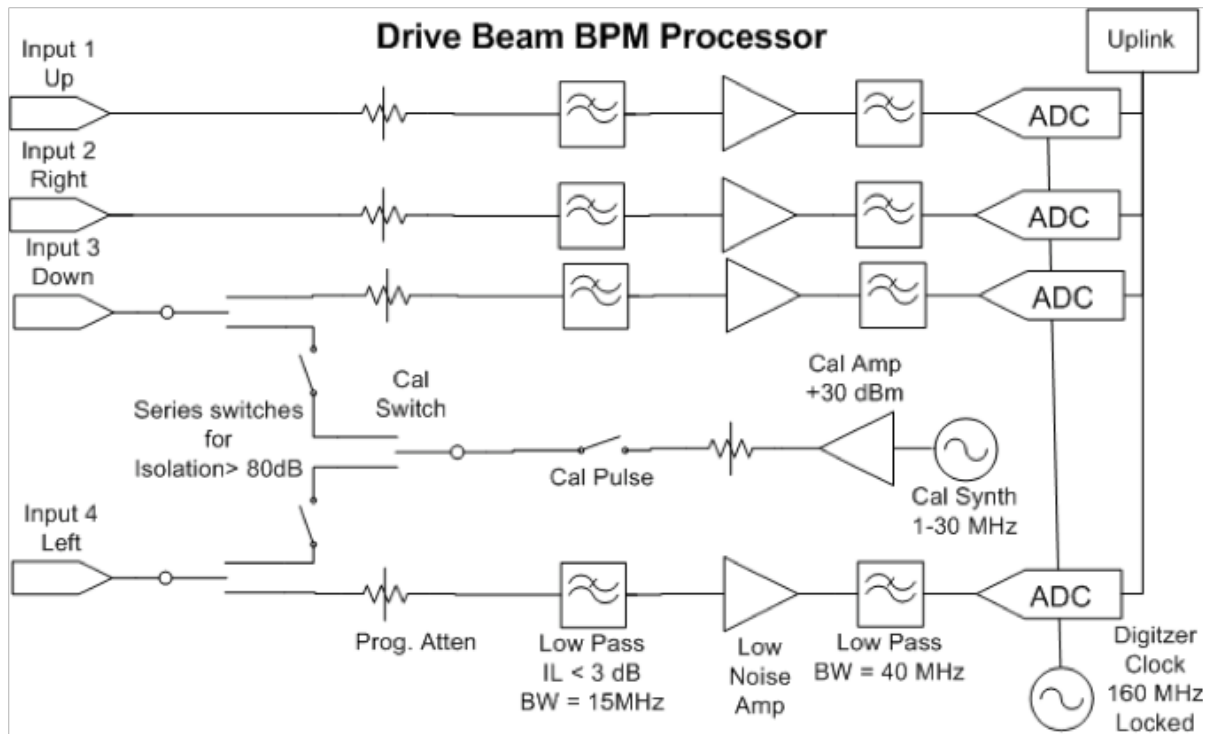 Drive Beam BPM Processor
Uplink
Input 1
Up
ADC
Input 2
Right
ADC
Input 3
Down
ADC
Cal Amp
+30 dBm
Cal
Switch
Series switches
for
Isolation> 80dB
Cal Pulse
Cal Synth
1-30 MHz
Input 4
Left
ADC
Prog. Atten
Low Pass
IL < 3 dB
BW = 15MHz
Low
Noise
Amp
Low Pass
BW = 40 MHz
Digitzer
Clock
160 MHz
Locked